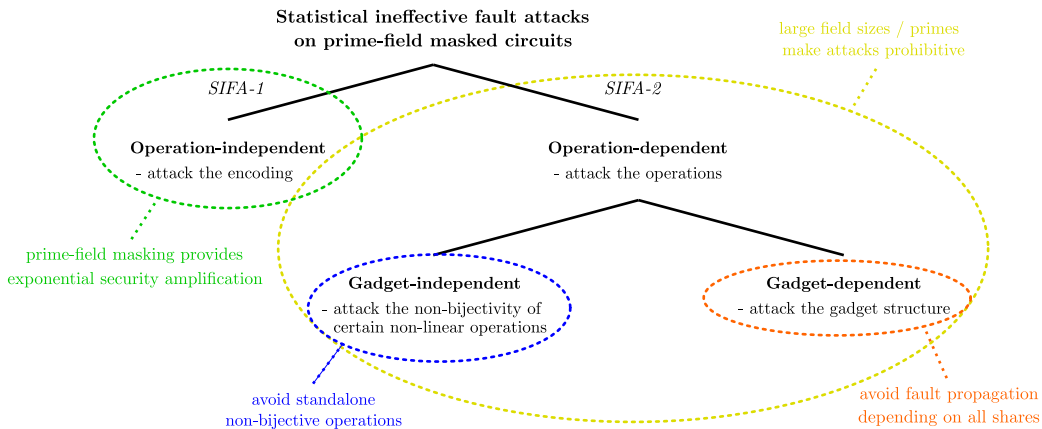 Statistical ineffective fault attacks
on prime-field masked circuits
large field sizes / primes
make attacks prohibitive
SIFA-1
SIFA-2
Operation-independent
- attack the encoding
Operation-dependent
- attack the operations
prime-field masking provides
exponential security amplification
Gadget-independent
- attack the non-bijectivity of
certain non-linear operations
Gadget-dependent
- attack the gadget structure
avoid standalone
non-bijective operations
avoid fault propagation
depending on all shares